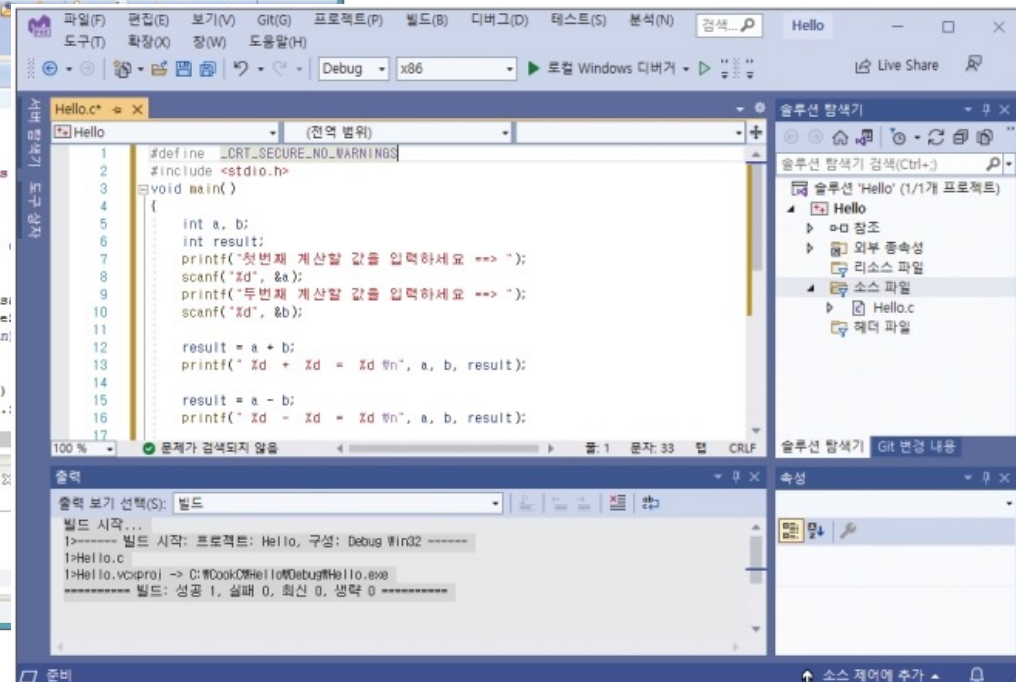 파일(F) 편집(E) 보기(V) Git(G) 프로젝트(P) 빌드(B) 디버그(D) 테스트(S) 분석(N) 검색... Hello
도구(T) 확장(X) 창(W) 도움말(H)
Debug x86 로컬 Windows 디버거 Live Share
서버 탐색기 도구 상자
Hello.c*
Hello (전역 범위)
1 #define _CRT_SECURE_NO_WARNINGS
2 #include <stdio.h>
3 void main()
4 {
5 int a, b;
6 int result;
7 printf("첫번째 계산할 값을 입력하세요 ==> ");
8 scanf("%d", &a);
9 printf("두번째 계산할 값을 입력하세요 ==> ");
10 scanf("%d", &b);
11
12 result = a + b;
13 printf(" %d + %d = %d ₩n", a, b, result);
14
15 result = a - b;
16 printf(" %d - %d = %d ₩n", a, b, result);
17
100 % 문제가 검색되지 않음 줄: 1 문자: 33 탭 CRLF
솔루션 탐색기
솔루션 탐색기 검색(Ctrl+;)
솔루션 'Hello' (1/1개 프로젝트)
Hello
참조
외부 종속성
리소스 파일
소스 파일
Hello.c
헤더 파일
솔루션 탐색기 Git 변경 내용
출력
출력 보기 선택(S): 빌드
빌드 시작...
1>------ 빌드 시작: 프로젝트: Hello, 구성: Debug Win32 ------
1>Hello.c
1>Hello.vcxproj -> C:₩CookC₩Hello₩Debug₩Hello.exe
========== 빌드: 성공 1, 실패 0, 최신 0, 생략 0 ==========
속성
준비 소스 제어에 추가